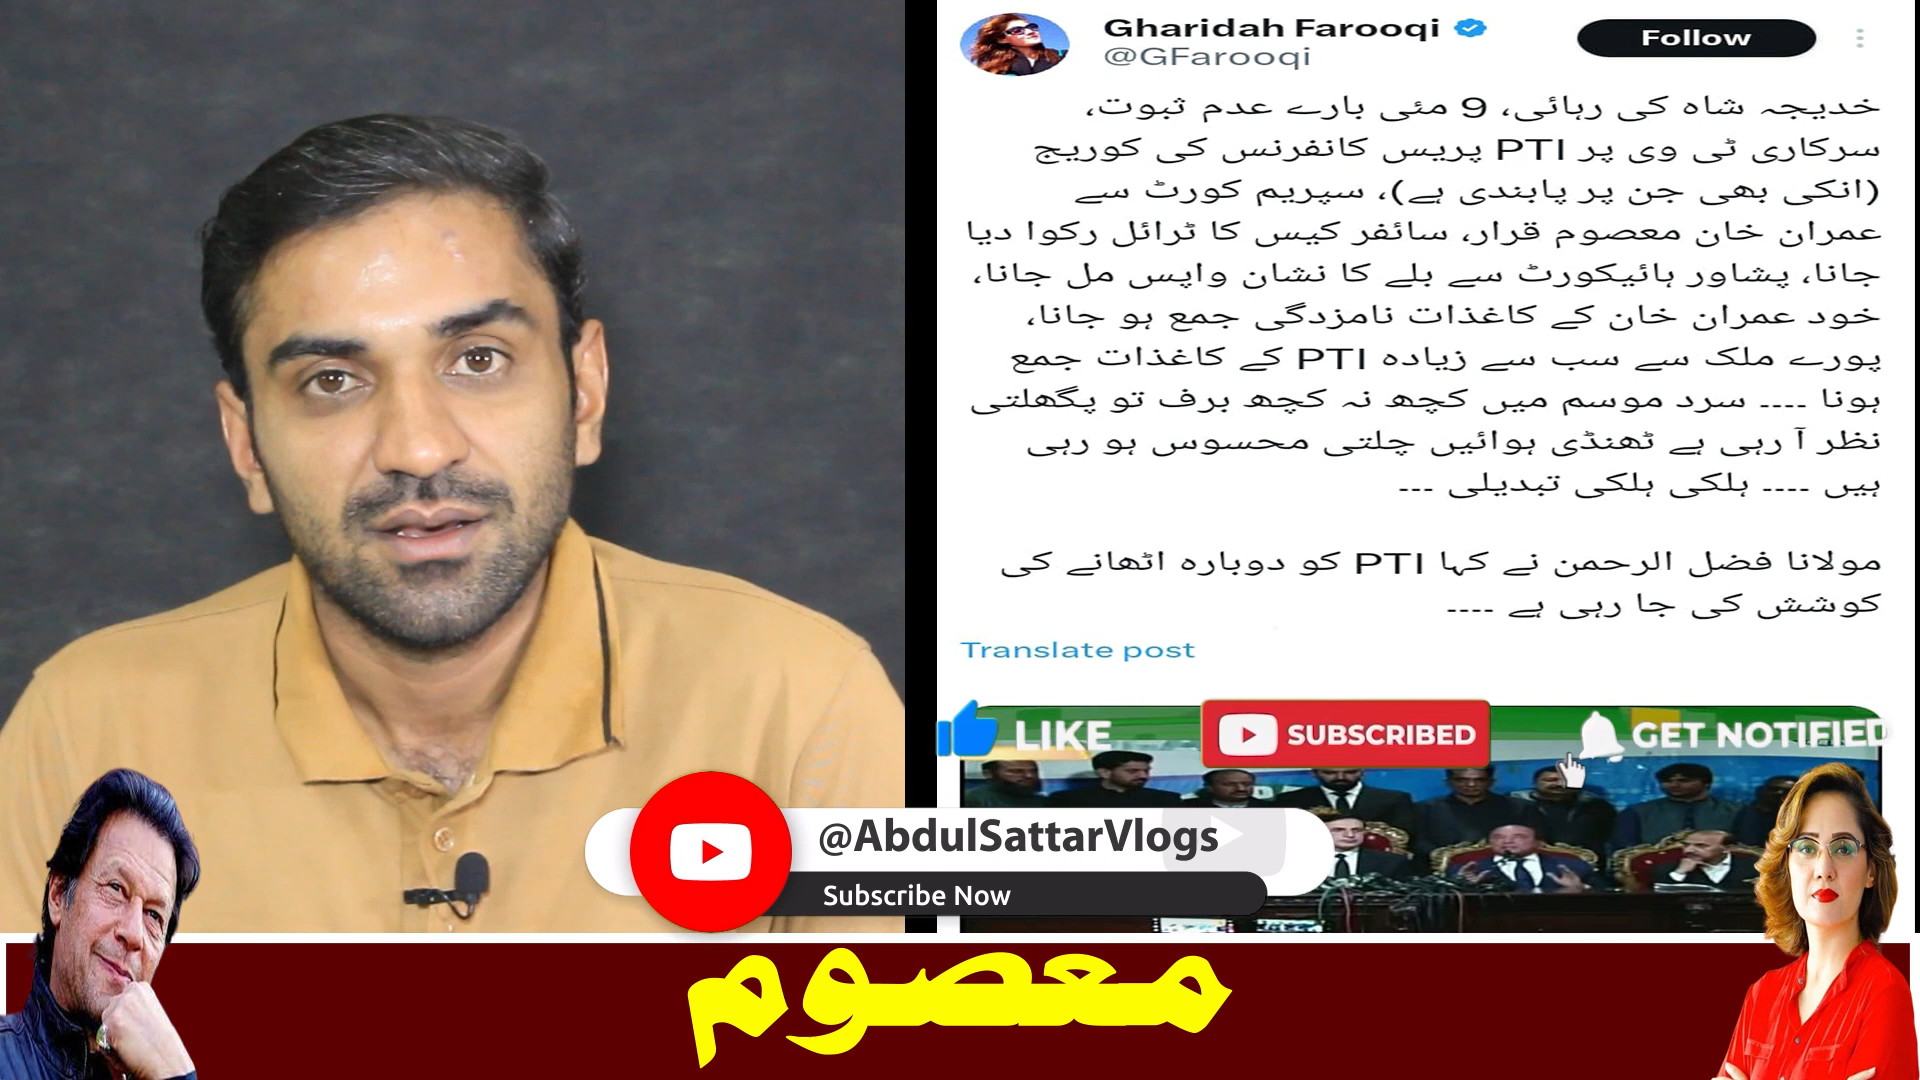 Gharidah Farooqi
@GFarooqi
Follow
خدیجہ شاہ کی رہائی، 9 مئی بارے عدم ثبوت،
سرکاری ٹی وی پر PTI پریس کانفرنس کی کوریج
(انکی بھی جن پر پابندی ہے)، سپریم کورٹ سے
عمران خان معصوم قرار، سائفر کیس کا ٹرائل رکوا دیا
جانا، پشاور ہائیکورٹ سے بلے کا نشان واپس مل جانا،
خود عمران خان کے کاغذات نامزدگی جمع ہو جانا،
پورے ملک سے سب سے زیادہ PTI کے کاغذات جمع
ہونا ---- سرد موسم میں کچھ نہ کچھ برف تو پگھلتی
نظر آ رہی ہے ٹھنڈی ہوائیں چلتی محسوس ہو رہی
ہیں ---- ہلکی ہلکی تبدیلی ---
مولانا فضل الرحمن نے کہا PTI کو دوبارہ اٹھانے کی
کوشش کی جا رہی ہے ----
Translate post
LIKE
SUBSCRIBED
GET NOTIFIED
@AbdulSattarVlogs
Subscribe Now
معصوم